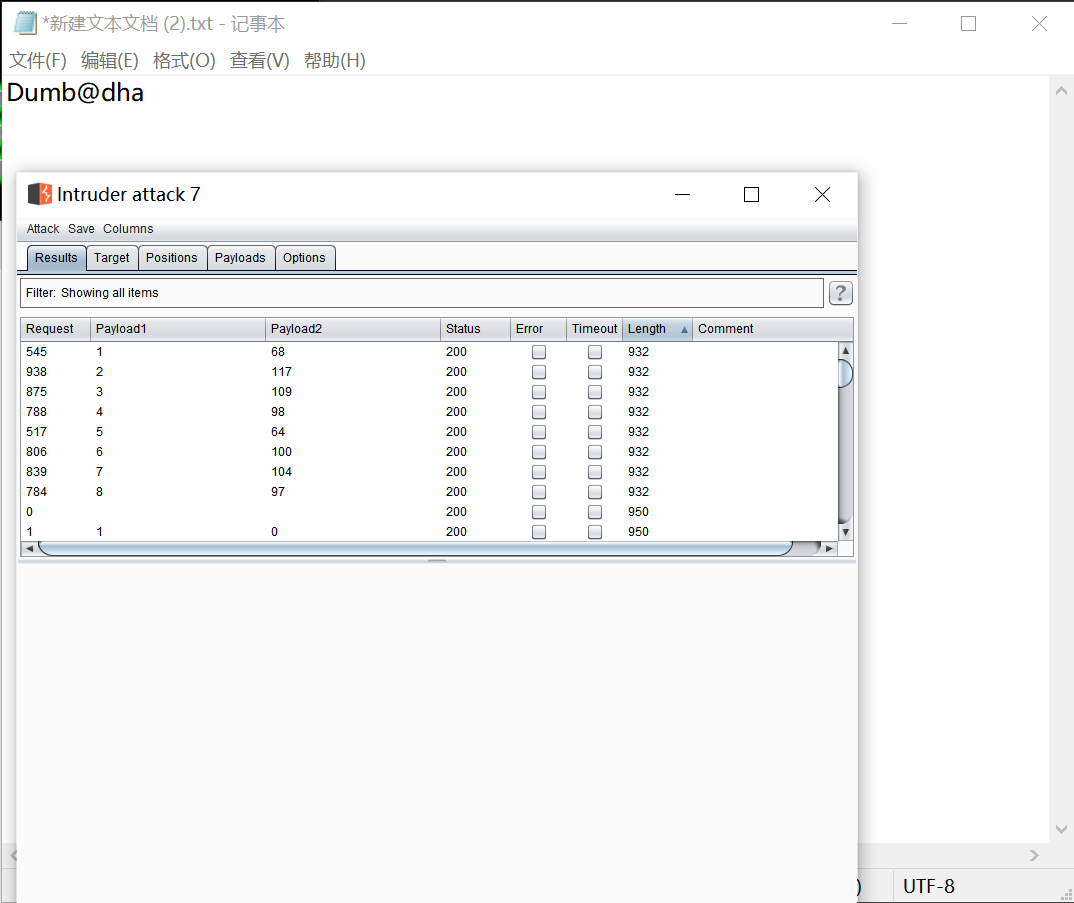 *新建文本文档 (2).txt - 记事本
文件(F) 编辑(E) 格式(O) 查看(V) 帮助(H)
Dumb@dha
Intruder attack 7
Attack Save Columns
Results Target Positions Payloads Options
Filter: Showing all items ?
Request Payload1 Payload2 Status Error Timeout Length Comment
545 1 68 200 932
938 2 117 200 932
875 3 109 200 932
788 4 98 200 932
517 5 64 200 932
806 6 100 200 932
839 7 104 200 932
784 8 97 200 932
0 200 950
1 1 0 200 950
) UTF-8